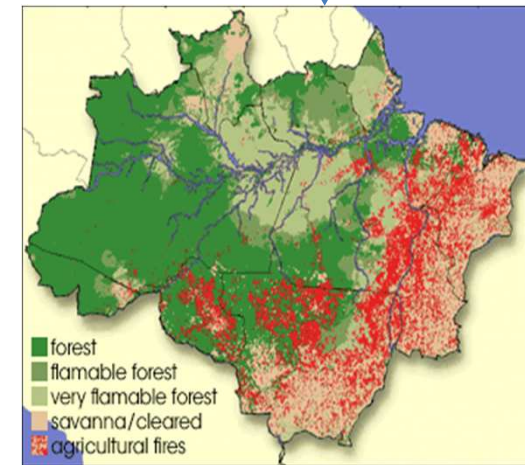 forest
flamable forest
very flamable forest
savanna/cleared
agricultural fires